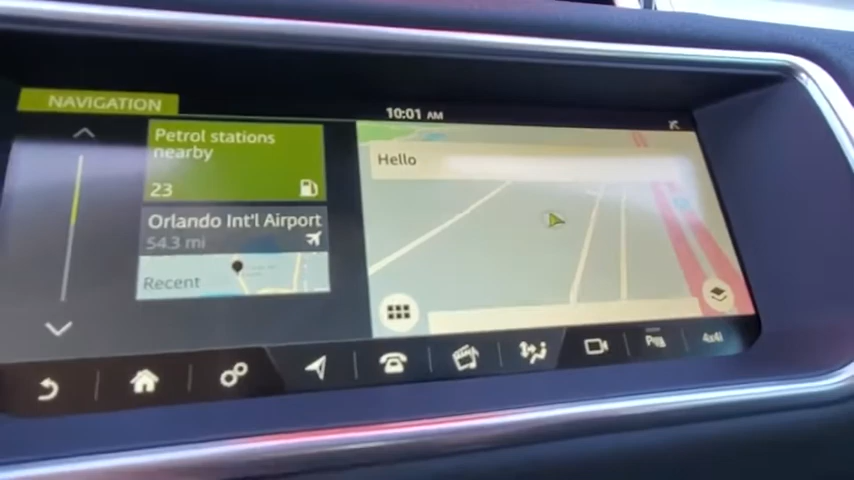 NAVIGATION
10:01 AM
Petrol stations
nearby
23
Hello
Orlando Int'l Airport
54.3 mi
Recent
4x4i